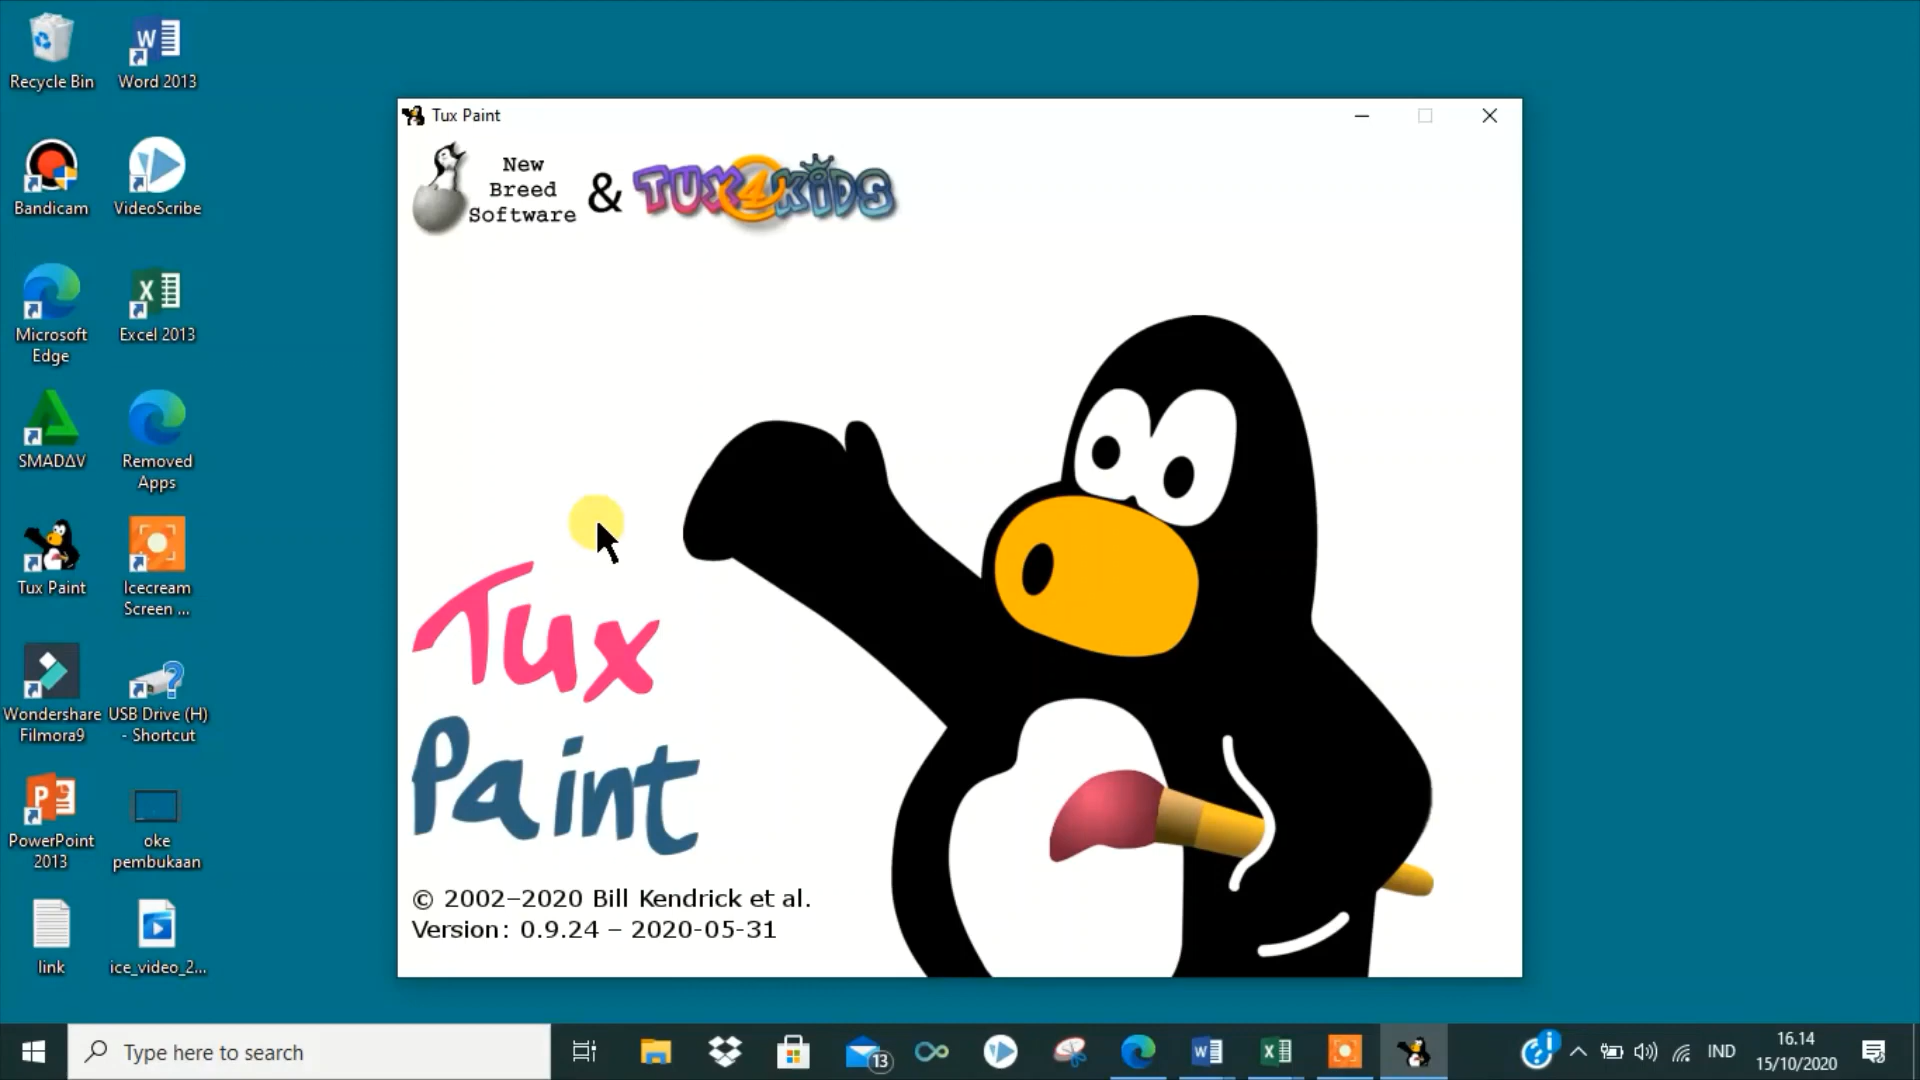 Recycle Bin
Word 2013
Bandicam
VideoScribe
Microsoft
Edge
Excel 2013
SMADΔV
Removed
Apps
Tux Paint
Icecream
Screen ...
Wondershare
Filmora9
USB Drive (H)
- Shortcut
PowerPoint
2013
oke
pembukaan
link
ice_video_2...
Tux Paint
New
Breed
Software
& TUX4KIDS
Tux
Paint
© 2002–2020 Bill Kendrick et al.
Version: 0.9.24 – 2020-05-31
Type here to search
13
IND
16.14
15/10/2020